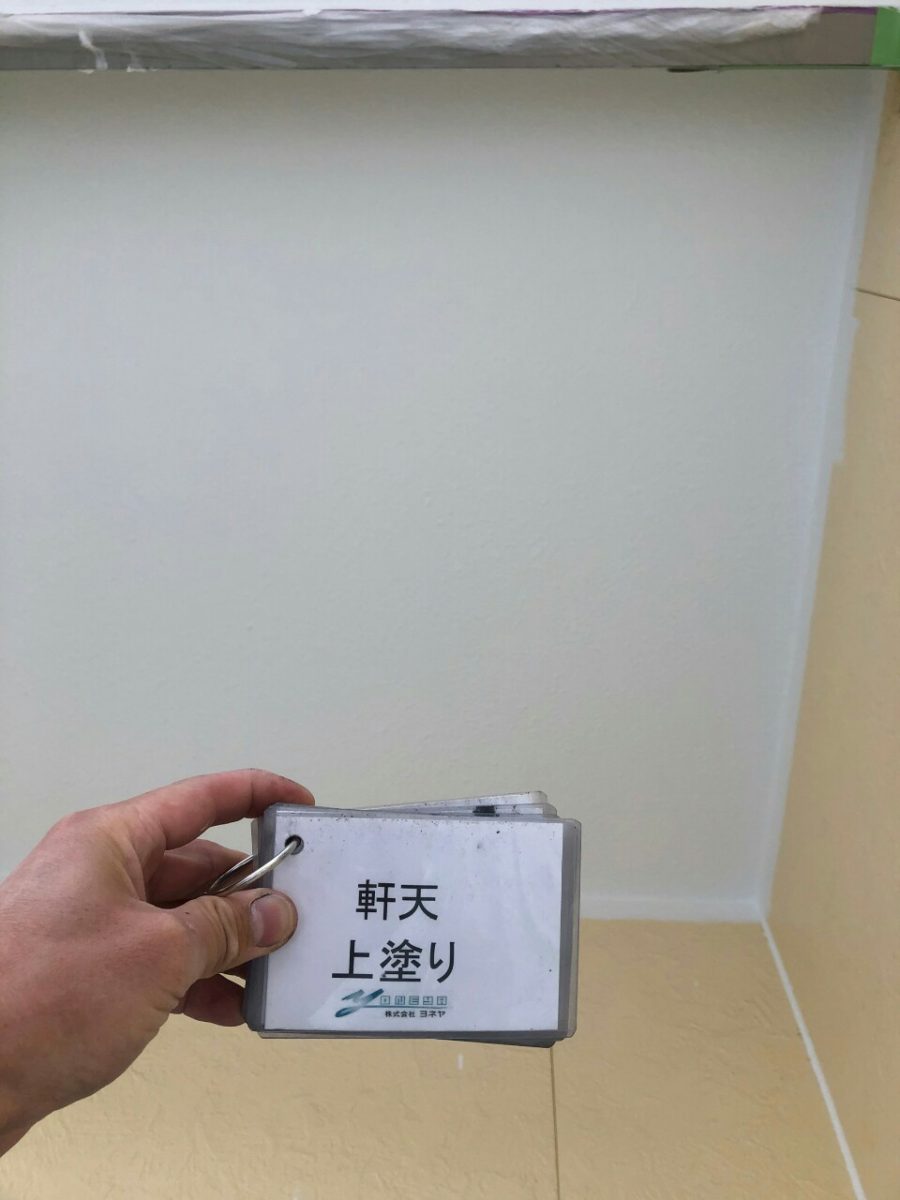 軒天
上塗り
株式会社 ヨネヤ